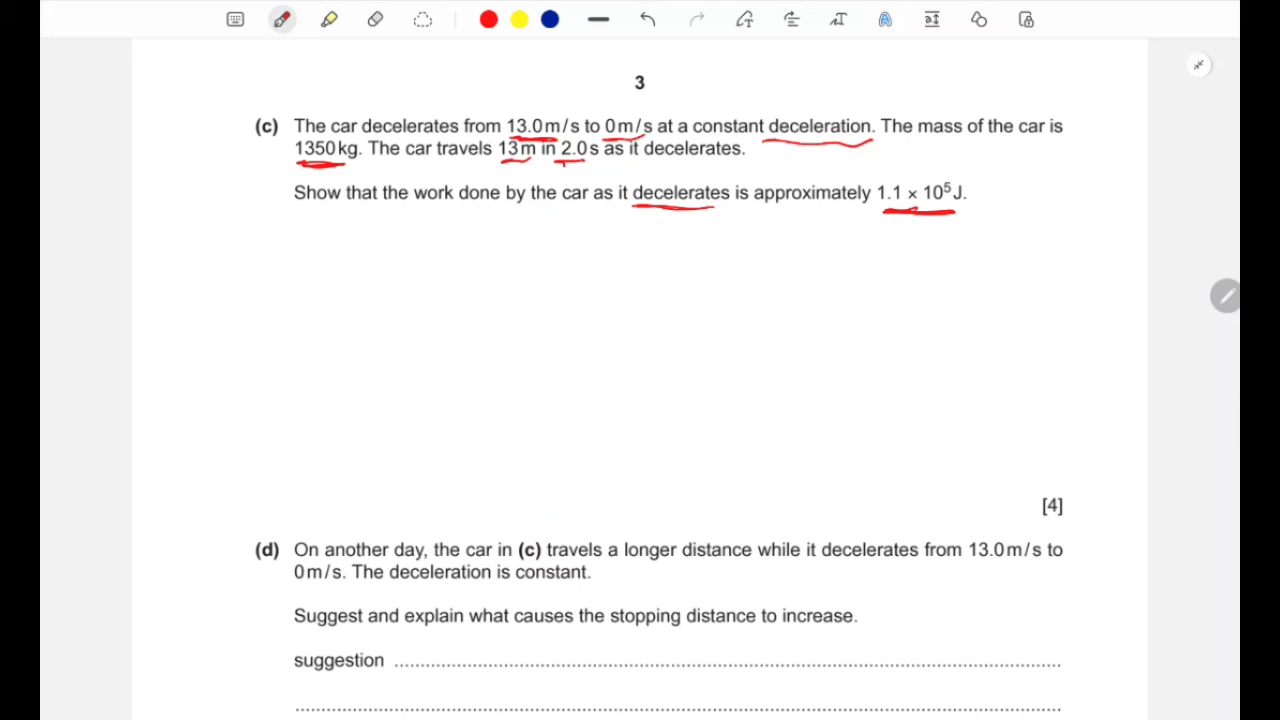 3
(c) The car decelerates from 13.0 m/s to 0 m/s at a constant deceleration. The mass of the car is
1350 kg. The car travels 13 m in 2.0 s as it decelerates.
Show that the work done by the car as it decelerates is approximately 1.1 × 10⁵ J.
[4]
(d) On another day, the car in (c) travels a longer distance while it decelerates from 13.0 m/s to
0 m/s. The deceleration is constant.
Suggest and explain what causes the stopping distance to increase.
suggestion ..........................................................................................................
..........................................................................................................................